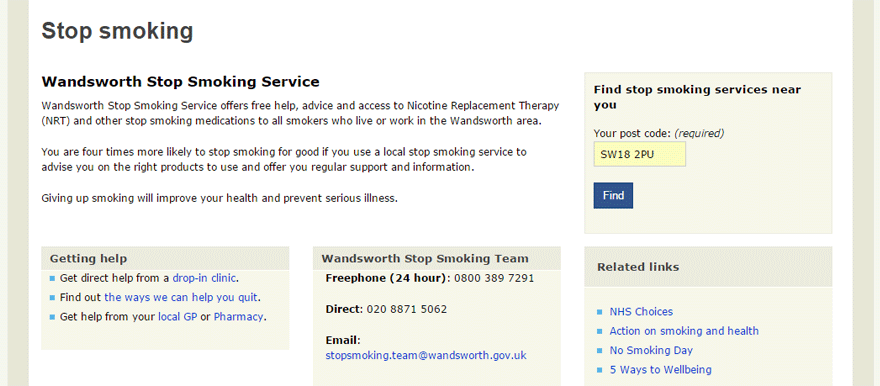 Stop smoking
Wandsworth Stop Smoking Service
Wandsworth Stop Smoking Service offers free help, advice and access to Nicotine Replacement Therapy
(NRT) and other stop smoking medications to all smokers who live or work in the Wandsworth area.
You are four times more likely to stop smoking for good if you use a local stop smoking service to
advise you on the right products to use and offer you regular support and information.
Giving up smoking will improve your health and prevent serious illness.
Find stop smoking services near
you
Your post code: (required)
SW18 2PU
Find
Getting help
Get direct help from a drop-in clinic.
Find out the ways we can help you quit.
Get help from your local GP or Pharmacy.
Wandsworth Stop Smoking Team
Freephone (24 hour): 0800 389 7291
Direct: 020 8871 5062
Email:
stopsmoking.team@wandsworth.gov.uk
Related links
NHS Choices
Action on smoking and health
No Smoking Day
5 Ways to Wellbeing